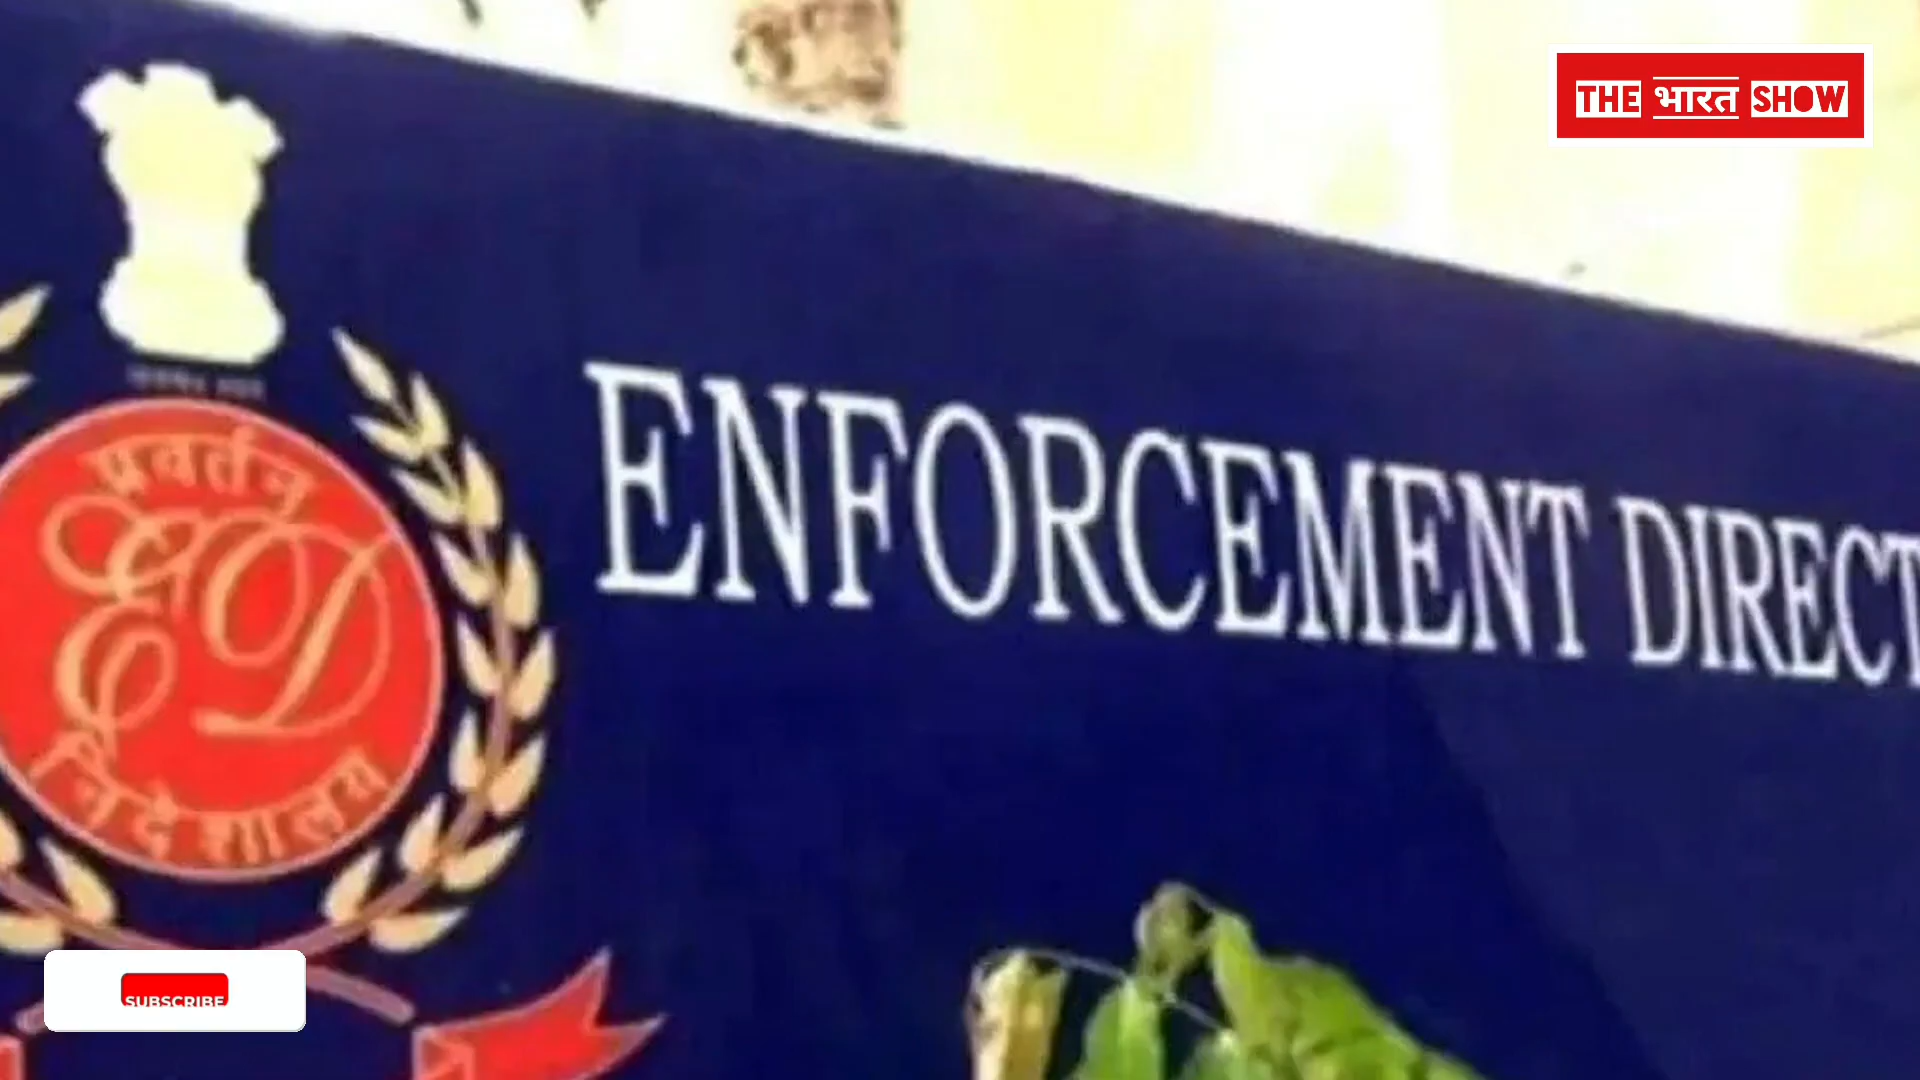 THE भारत SHOW
प्रवर्तन
ED
निदेशालय
ENFORCEMENT DIRECT
SUBSCRIBE